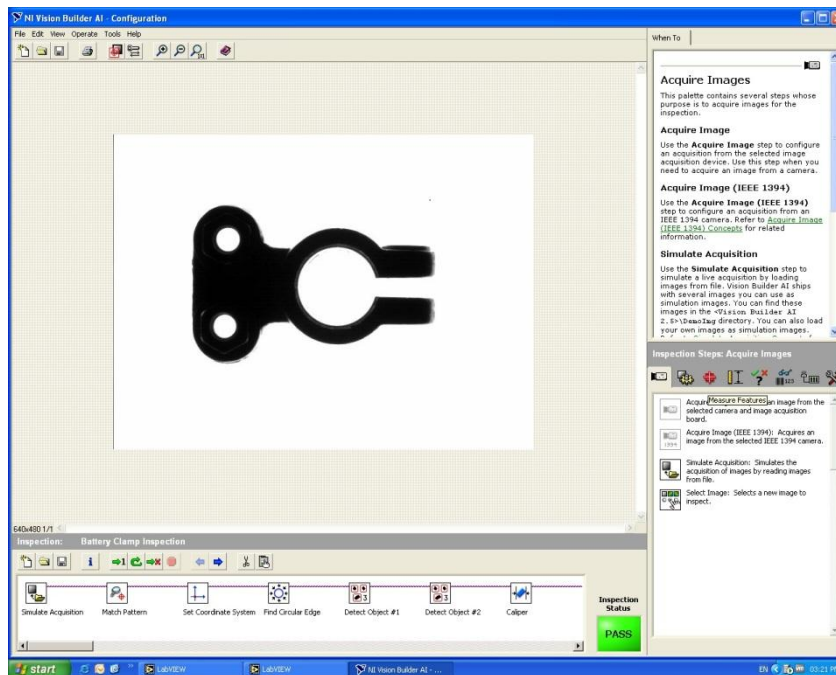 NI Vision Builder AI - Configuration
File Edit View Operate Tools Help
When To
Acquire Images
This palette contains several steps whose
purpose is to acquire images for the
inspection.
Acquire Image
Use the Acquire Image step to configure
an acquisition from the selected image
acquisition device. Use this step when you
need to acquire an image from a camera.
Acquire Image (IEEE 1394)
Use the Acquire Image (IEEE 1394)
step to configure an acquisition from an
IEEE 1394 camera. Refer to Acquire Image
(IEEE 1394) Concepts for related
information.
Simulate Acquisition
Use the Simulate Acquisition step to
simulate a live acquisition by loading
images from file. Vision Builder AI ships
with several images you can use as
simulation images. You can find these
images in the <Vision Builder AI
2.5>\DemoImg directory. You can also load
your own images as simulation images.
Inspection Steps: Acquire Images
Measure Features
an image from the
selected camera and image acquisition
board.
Acquire Image (IEEE 1394): Acquires an
image from the selected IEEE 1394 camera.
Simulate Acquisition: Simulates the
acquisition of images by reading images
from file.
Select Image: Selects a new image to
inspect.
640x480 1/1
Inspection: Battery Clamp Inspection
Simulate Acquisition Match Pattern Set Coordinate System Find Circular Edge Detect Object #1 Detect Object #2 Caliper
Inspection
Status
PASS
start LabVIEW LabVIEW NI Vision Builder AI - ... EN 03:21 PM